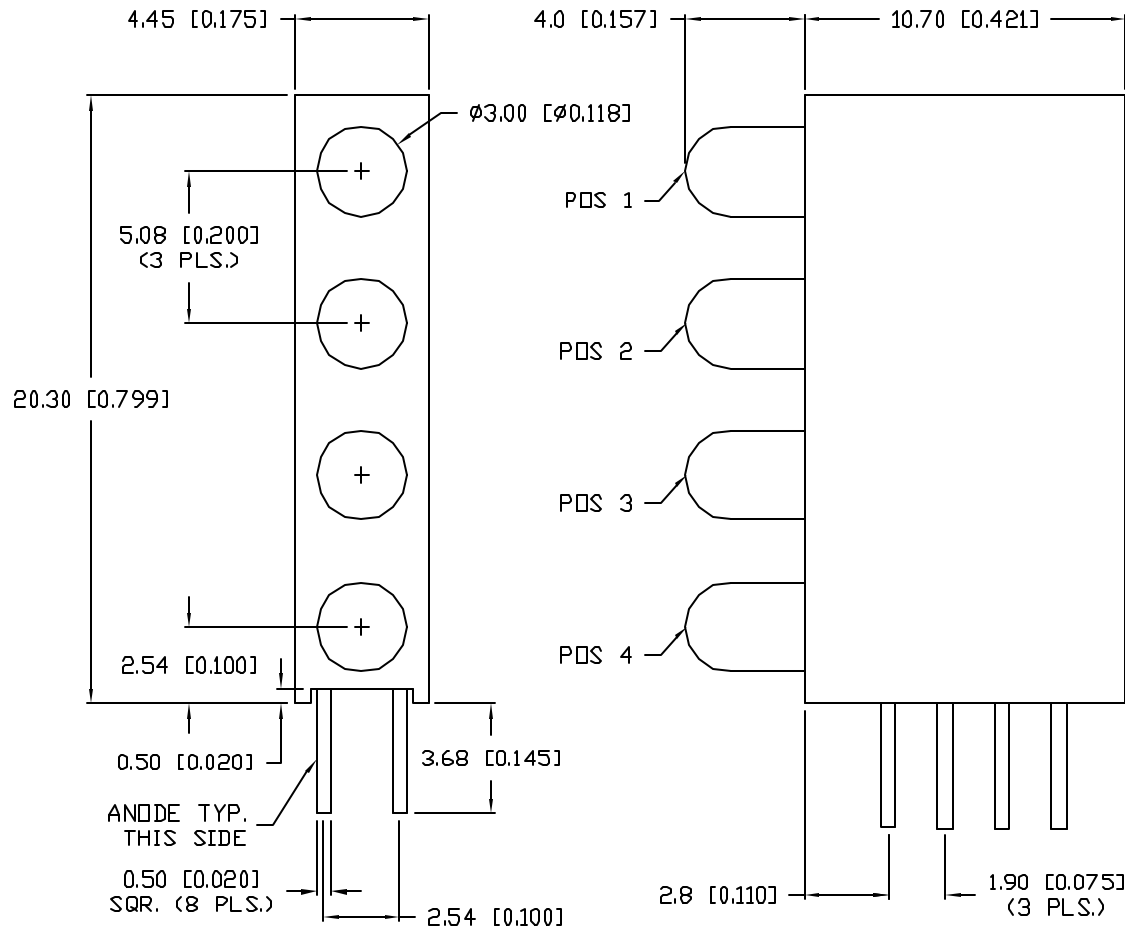 4.45 [0.175]
4.0 [0.157]
10.70 [0.421]
Ø3.00 [Ø0.118]
POS 1
5.08 [0.200]
(3 PLS.)
POS 2
20.30 [0.799]
POS 3
2.54 [0.100]
POS 4
0.50 [0.020]
3.68 [0.145]
ANODE TYP.
THIS SIDE
0.50 [0.020]
SQR. (8 PLS.)
2.54 [0.100]
2.8 [0.110]
1.90 [0.075]
(3 PLS.)